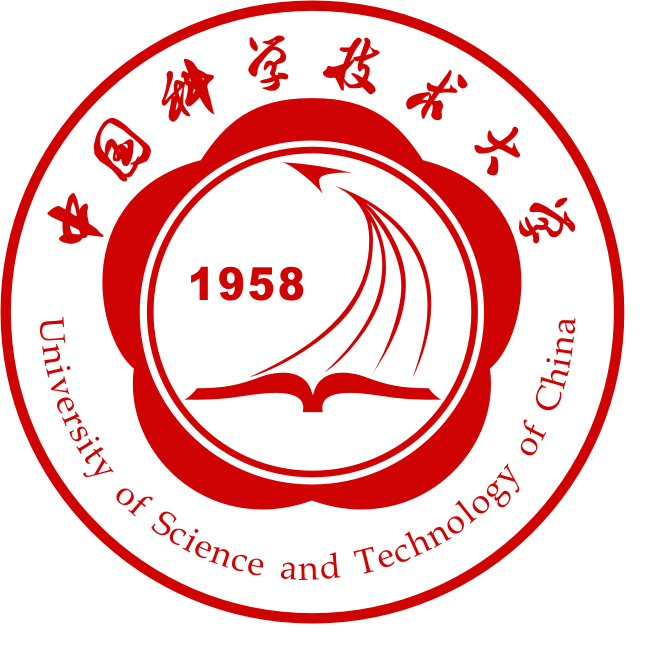 中国科学技术大学
1958
University of Science and Technology of China